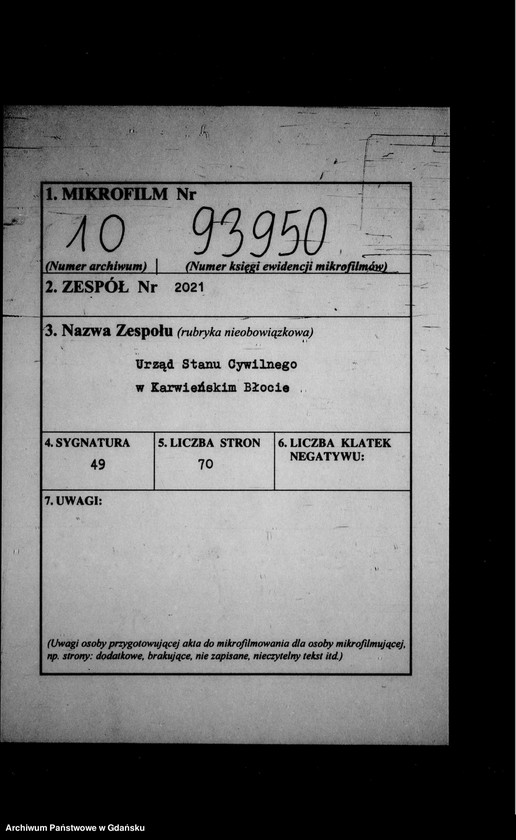 1. MIKROFILM Nr
10 93950
(Numer archiwum) (Numer księgi ewidencji mikrofilmów)
2. ZESPÓŁ Nr 2021
3. Nazwa Zespołu (rubryka nieobowiązkowa)
Urząd Stanu Cywilnego
w Karwieńskim Błocie
4. SYGNATURA 5. LICZBA STRON 6. LICZBA KLATEK
NEGATYWU:
49 70
7. UWAGI:
(Uwagi osoby przygotowującej akta do mikrofilmowania dla osoby mikrofilmującej,
np. strony: dodatkowe, brakujące, nie zapisane, nieczytelny tekst itd.)
Archiwum Państwowe w Gdańsku